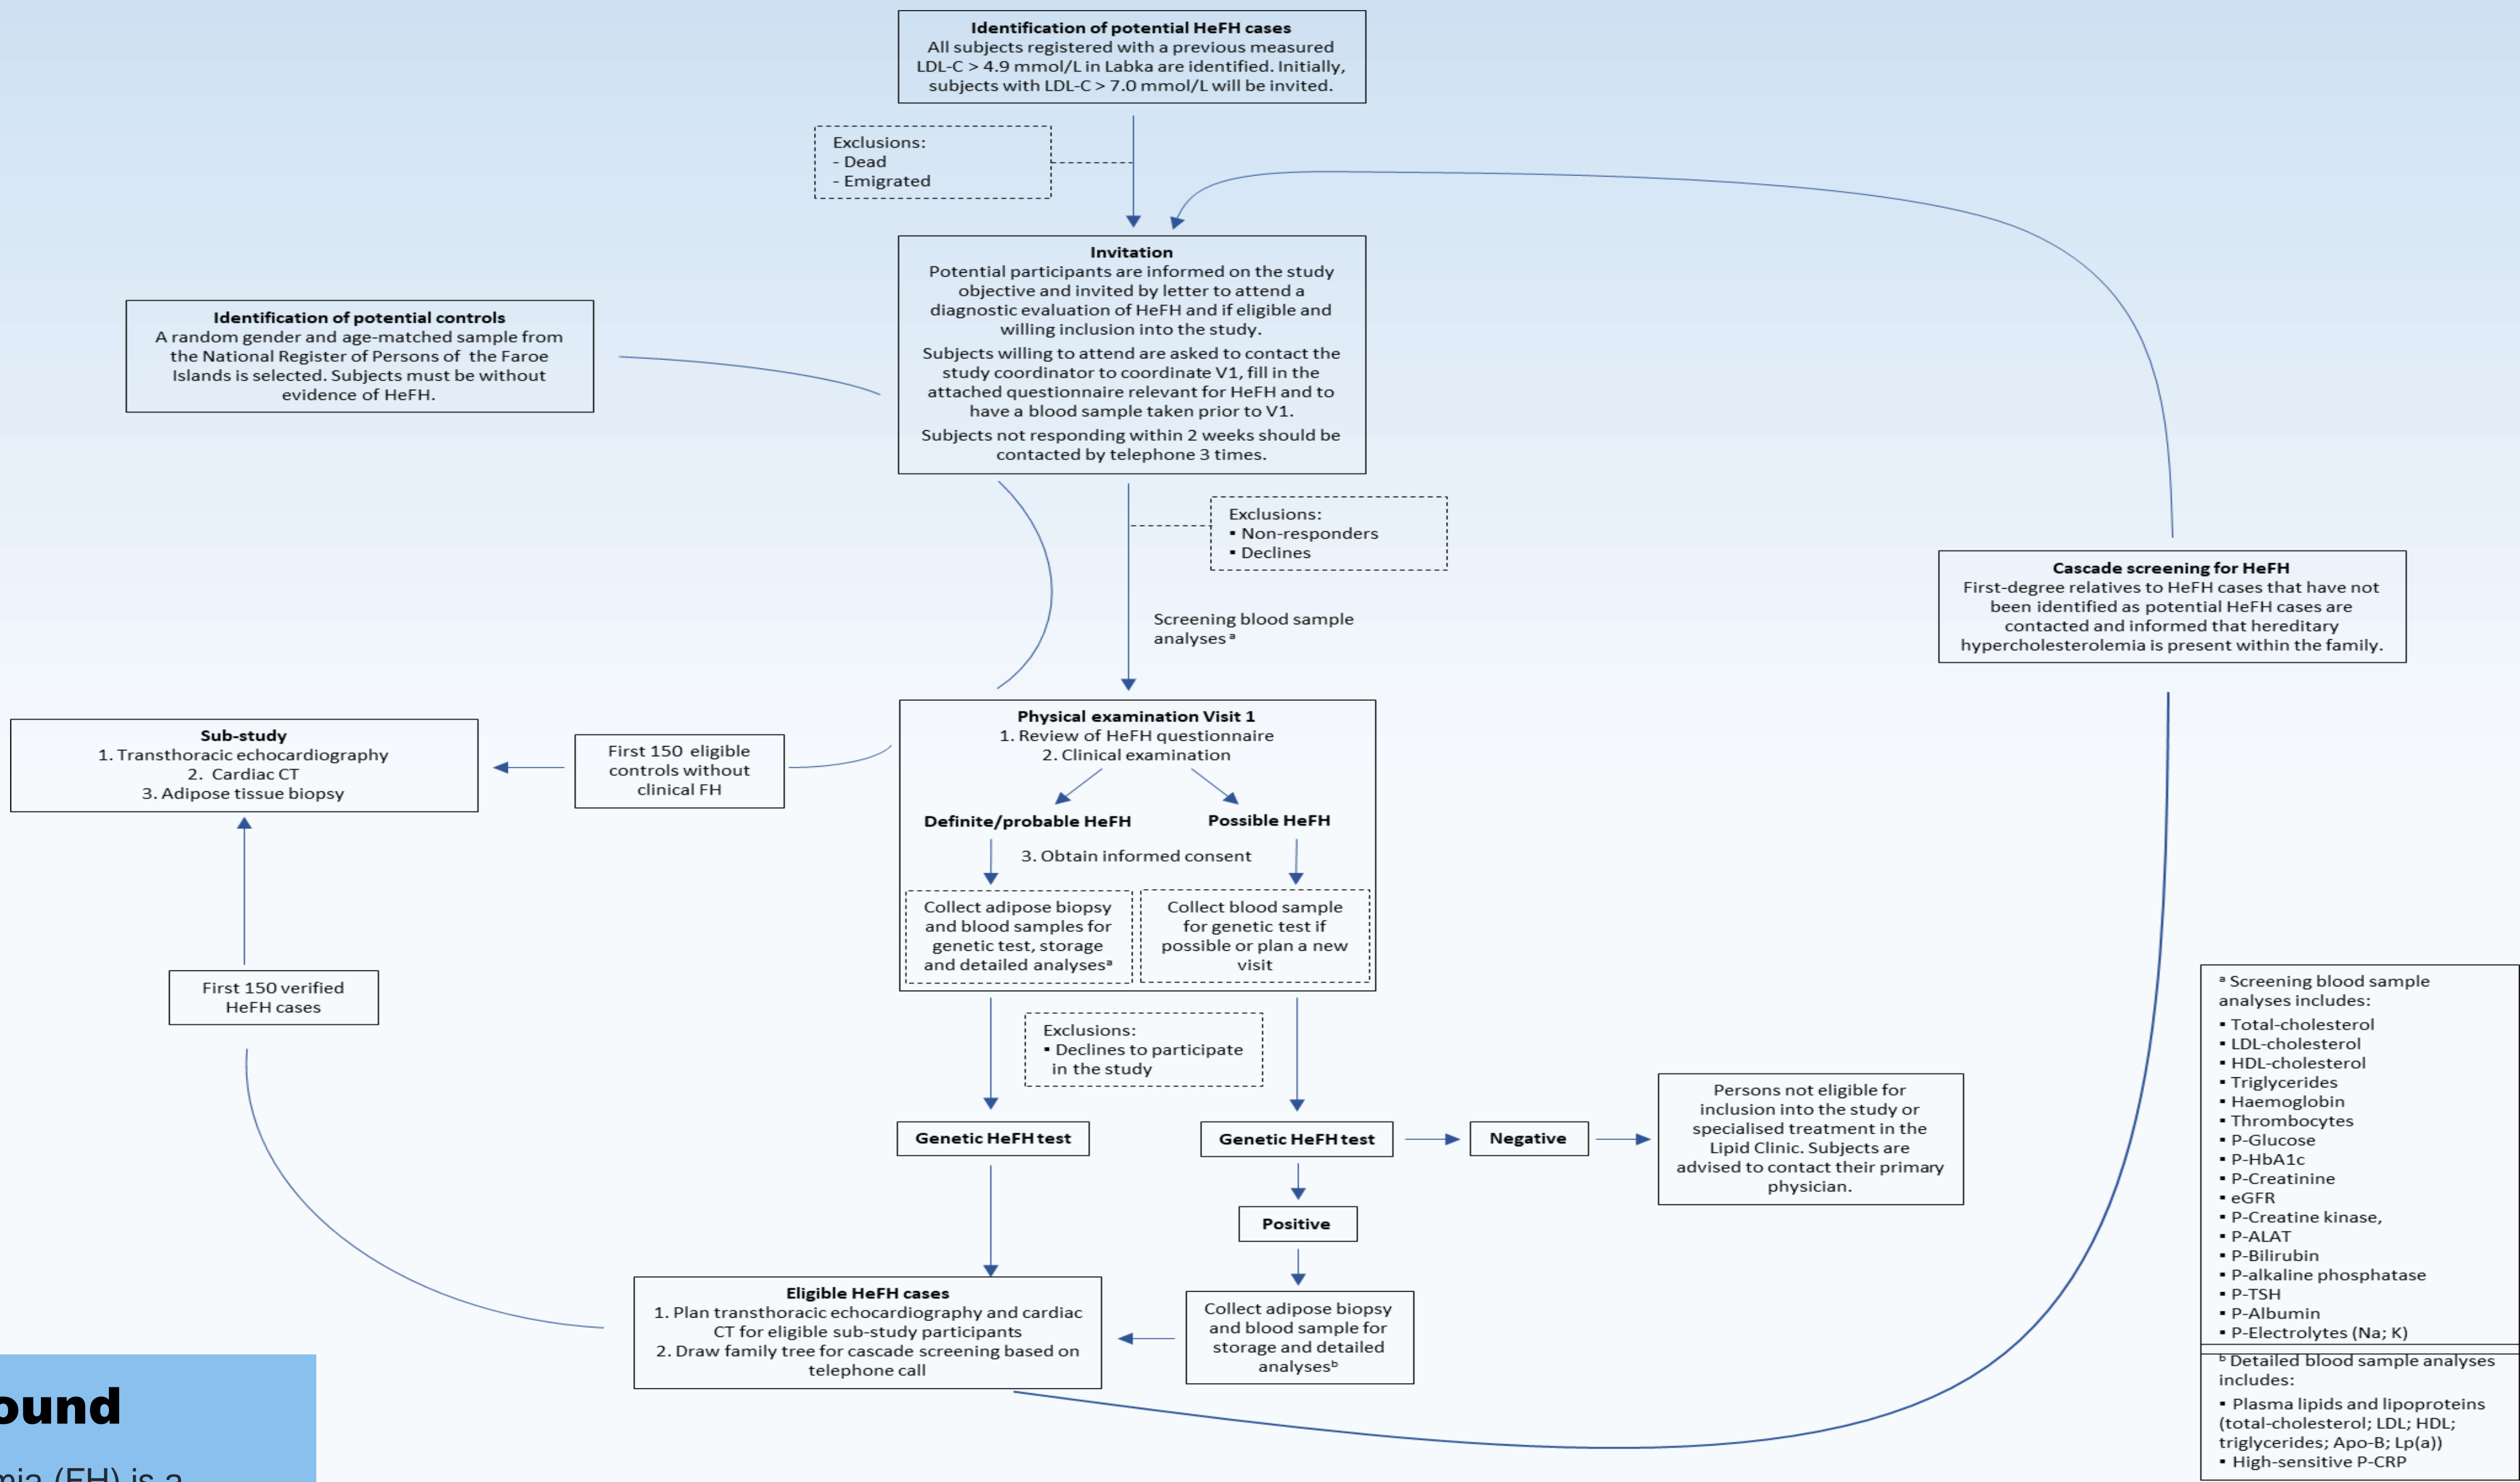 Identification of potential HeFH cases
All subjects registered with a previous measured
LDL-C > 4.9 mmol/L in Labka are identified. Initially,
subjects with LDL-C > 7.0 mmol/L will be invited.
Exclusions:
- Dead
- Emigrated
Invitation
Potential participants are informed on the study
objective and invited by letter to attend a
diagnostic evaluation of HeFH and if eligible and
willing inclusion into the study.
Subjects willing to attend are asked to contact the
study coordinator to coordinate V1, fill in the
attached questionnaire relevant for HeFH and to
have a blood sample taken prior to V1.
Subjects not responding within 2 weeks should be
contacted by telephone 3 times.
Identification of potential controls
A random gender and age-matched sample from
the National Register of Persons of the Faroe
Islands is selected. Subjects must be without
evidence of HeFH.
Exclusions:
▪ Non-responders
▪ Declines
Screening blood sample
analyses ª
Cascade screening for HeFH
First-degree relatives to HeFH cases that have not
been identified as potential HeFH cases are
contacted and informed that hereditary
hypercholesterolemia is present within the family.
Sub-study
1. Transthoracic echocardiography
2. Cardiac CT
3. Adipose tissue biopsy
First 150 eligible
controls without
clinical FH
Physical examination Visit 1
1. Review of HeFH questionnaire
2. Clinical examination
Definite/probable HeFH
Possible HeFH
3. Obtain informed consent
Collect adipose biopsy
and blood samples for
genetic test, storage
and detailed analysesª
Collect blood sample
for genetic test if
possible or plan a new
visit
First 150 verified
HeFH cases
Exclusions:
▪ Declines to participate
in the study
Genetic HeFH test
Genetic HeFH test
Negative
Persons not eligible for
inclusion into the study or
specialised treatment in the
Lipid Clinic. Subjects are
advised to contact their primary
physician.
Positive
Eligible HeFH cases
1. Plan transthoracic echocardiography and cardiac
CT for eligible sub-study participants
2. Draw family tree for cascade screening based on
telephone call
Collect adipose biopsy
and blood sample for
storage and detailed
analysesᵇ
ª Screening blood sample
analyses includes:
▪ Total-cholesterol
▪ LDL-cholesterol
▪ HDL-cholesterol
▪ Triglycerides
▪ Haemoglobin
▪ Thrombocytes
▪ P-Glucose
▪ P-HbA1c
▪ P-Creatinine
▪ eGFR
▪ P-Creatine kinase,
▪ P-ALAT
▪ P-Bilirubin
▪ P-alkaline phosphatase
▪ P-TSH
▪ P-Albumin
▪ P-Electrolytes (Na; K)
ᵇ Detailed blood sample analyses
includes:
▪ Plasma lipids and lipoproteins
(total-cholesterol; LDL; HDL;
triglycerides; Apo-B; Lp(a))
▪ High-sensitive P-CRP
ound
mia (FH) is a